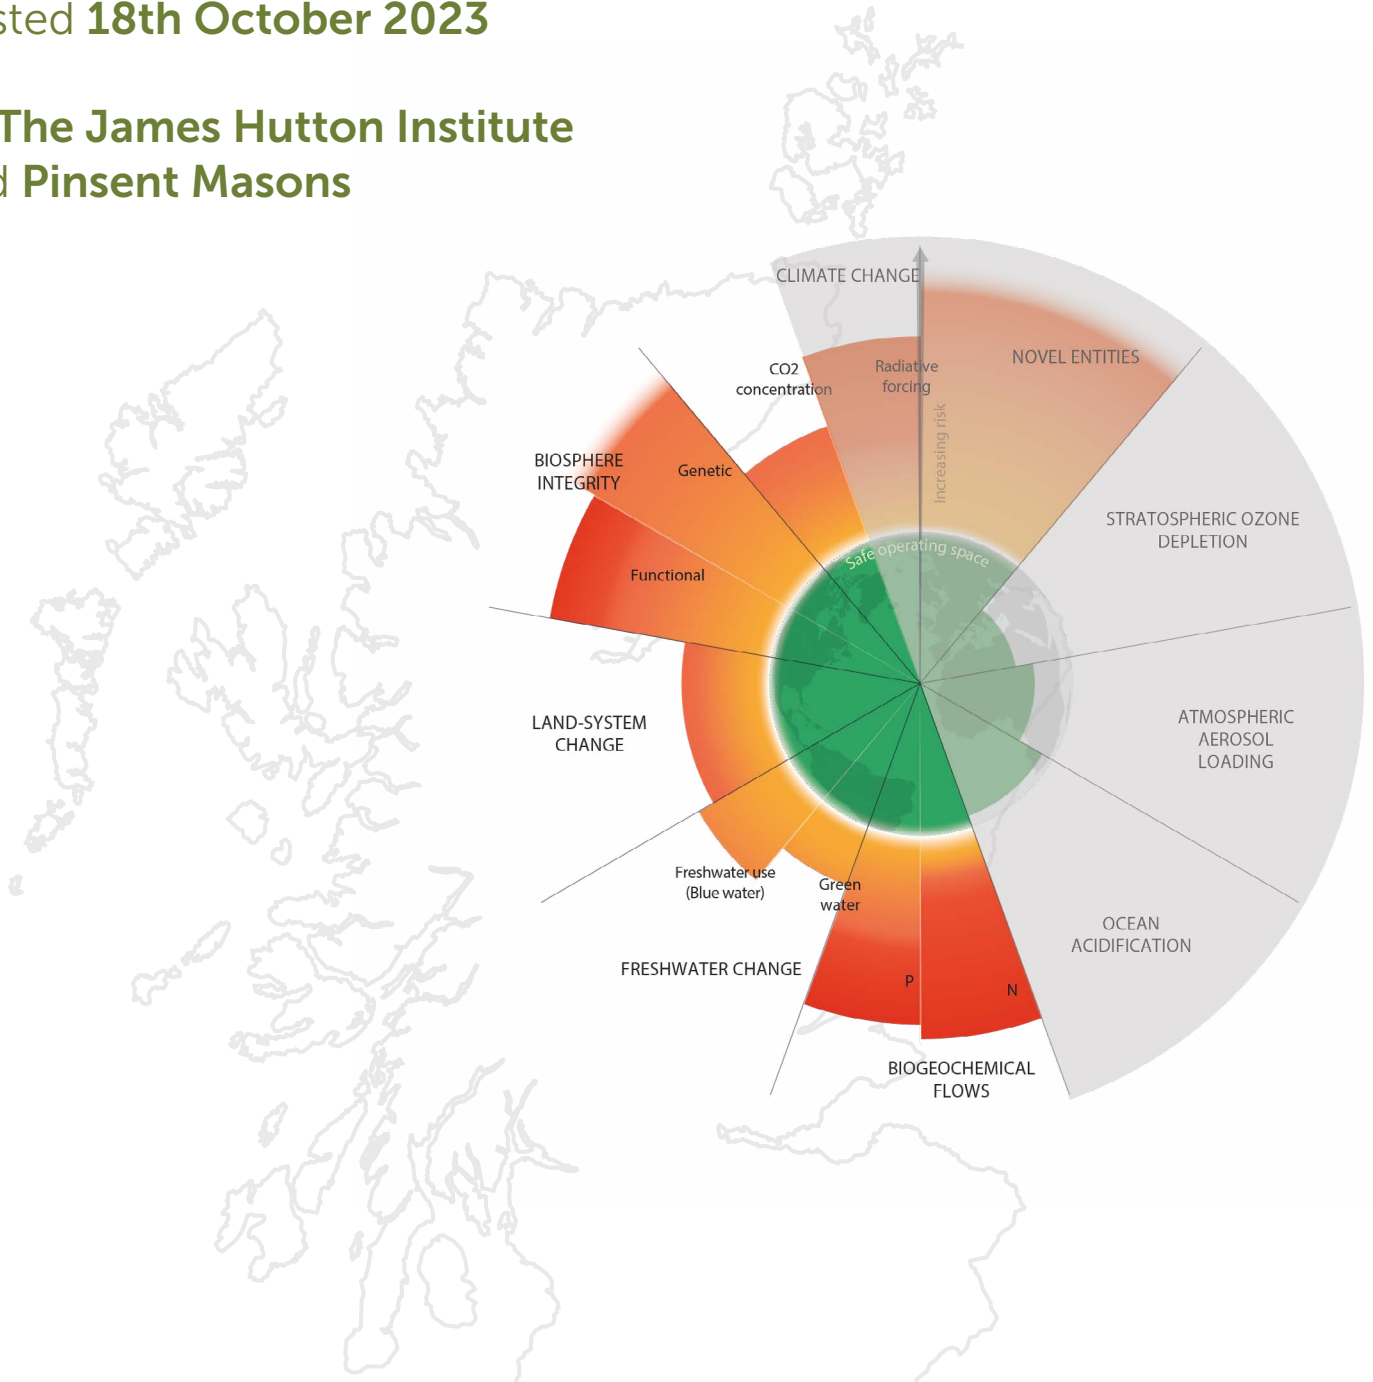 sted 18th October 2023
The James Hutton Institute
d Pinsent Masons
CLIMATE CHANGE
NOVEL ENTITIES
CO2
concentration
Radiative
forcing
Increasing risk
BIOSPHERE
INTEGRITY
Genetic
STRATOSPHERIC OZONE
DEPLETION
Safe operating space
Functional
LAND-SYSTEM
CHANGE
ATMOSPHERIC
AEROSOL
LOADING
Freshwater use
(Blue water)
Green
water
OCEAN
ACIDIFICATION
FRESHWATER CHANGE
P
N
BIOGEOCHEMICAL
FLOWS